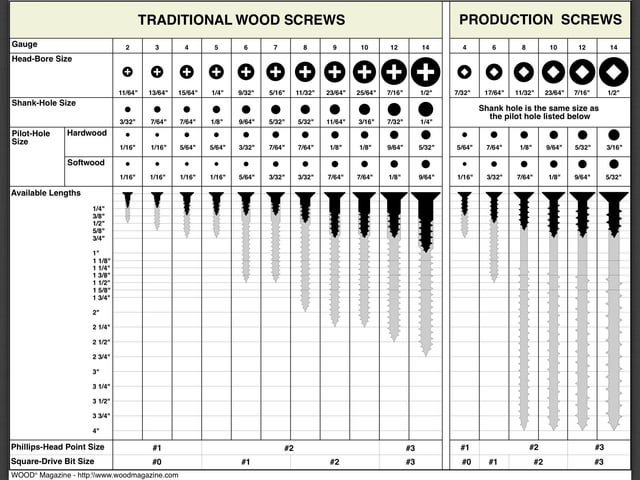 TRADITIONAL WOOD SCREWS PRODUCTION SCREWS
Gauge 2 3 4 5 6 7 8 9 10 12 14 4 6 8 10 12 14
Head-Bore Size
11/64" 13/64" 15/64" 1/4" 9/32" 5/16" 11/32" 23/64" 25/64" 7/16" 1/2" 7/32" 17/64" 11/32" 23/64" 7/16" 1/2"
Shank-Hole Size
3/32" 7/64" 7/64" 1/8" 9/64" 5/32" 5/32" 11/64" 3/16" 7/32" 1/4"
Shank hole is the same size as
the pilot hole listed below
Pilot-Hole
Size
Hardwood
1/16" 1/16" 5/64" 5/64" 3/32" 7/64" 7/64" 1/8" 1/8" 9/64" 5/32" 5/64" 7/64" 1/8" 9/64" 5/32" 3/16"
Softwood
1/16" 1/16" 1/16" 1/16" 5/64" 3/32" 3/32" 7/64" 7/64" 1/8" 9/64" 1/16" 3/32" 7/64" 1/8" 9/64" 5/32"
Available Lengths
1/4"
3/8"
1/2"
5/8"
3/4"
1"
1 1/8"
1 1/4"
1 3/8"
1 1/2"
1 5/8"
1 3/4"
2"
2 1/4"
2 1/2"
2 3/4"
3"
3 1/4"
3 1/2"
3 3/4"
4"
Phillips-Head Point Size #1 #2 #3 #1 #2 #3
Square-Drive Bit Size #0 #1 #2 #3 #0 #1 #2 #3
WOOD® Magazine - http://www.woodmagazine.com